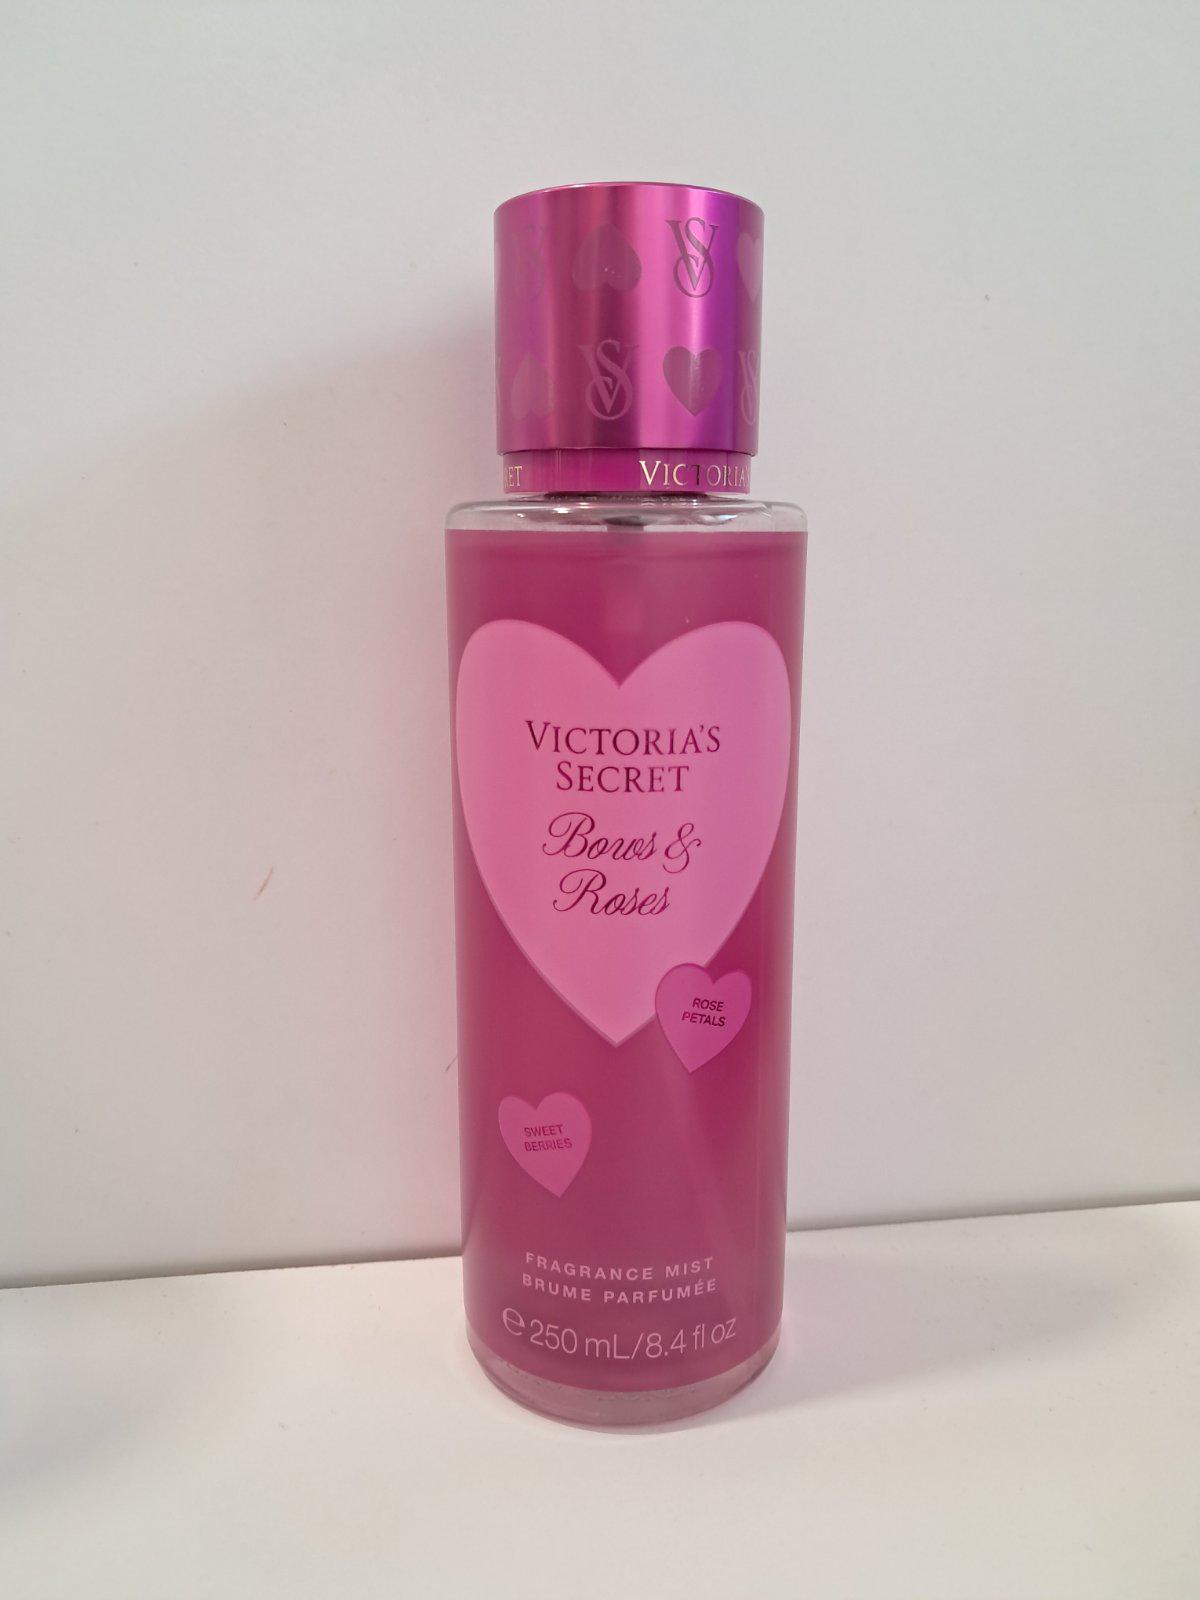 VS
VS
RET VICTORIA'S
VICTORIA'S
SECRET
Bows &
Roses
ROSE
PETALS
SWEET
BERRIES
FRAGRANCE MIST
BRUME PARFUMÉE
℮ 250 mL/8.4 fl oz